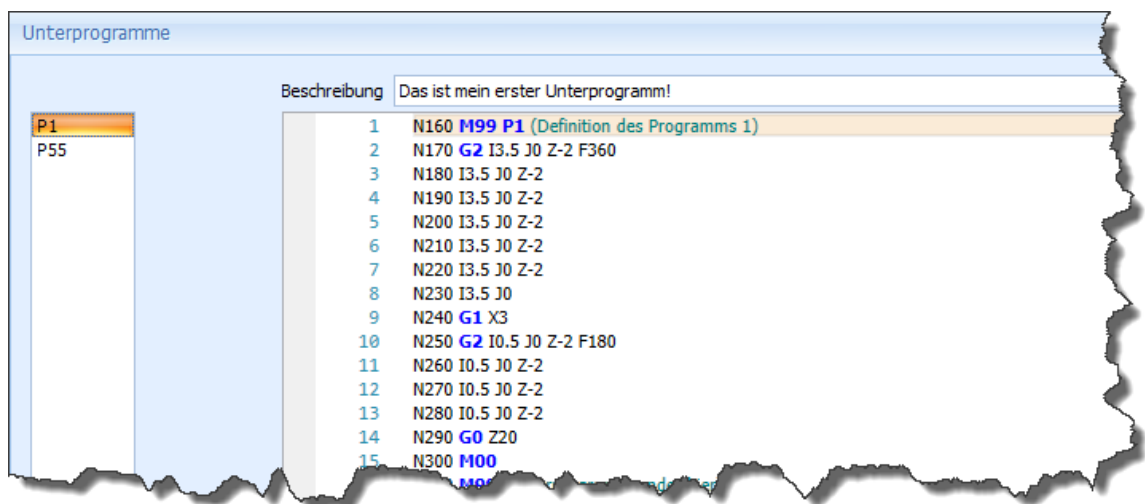 Unterprogramme
Beschreibung Das ist mein erster Unterprogramm!
P1
P55
1 N160 M99 P1 (Definition des Programms 1)
2 N170 G2 I3.5 J0 Z-2 F360
3 N180 I3.5 J0 Z-2
4 N190 I3.5 J0 Z-2
5 N200 I3.5 J0 Z-2
6 N210 I3.5 J0 Z-2
7 N220 I3.5 J0 Z-2
8 N230 I3.5 J0
9 N240 G1 X3
10 N250 G2 I0.5 J0 Z-2 F180
11 N260 I0.5 J0 Z-2
12 N270 I0.5 J0 Z-2
13 N280 I0.5 J0 Z-2
14 N290 G0 Z20
15 N300 M00